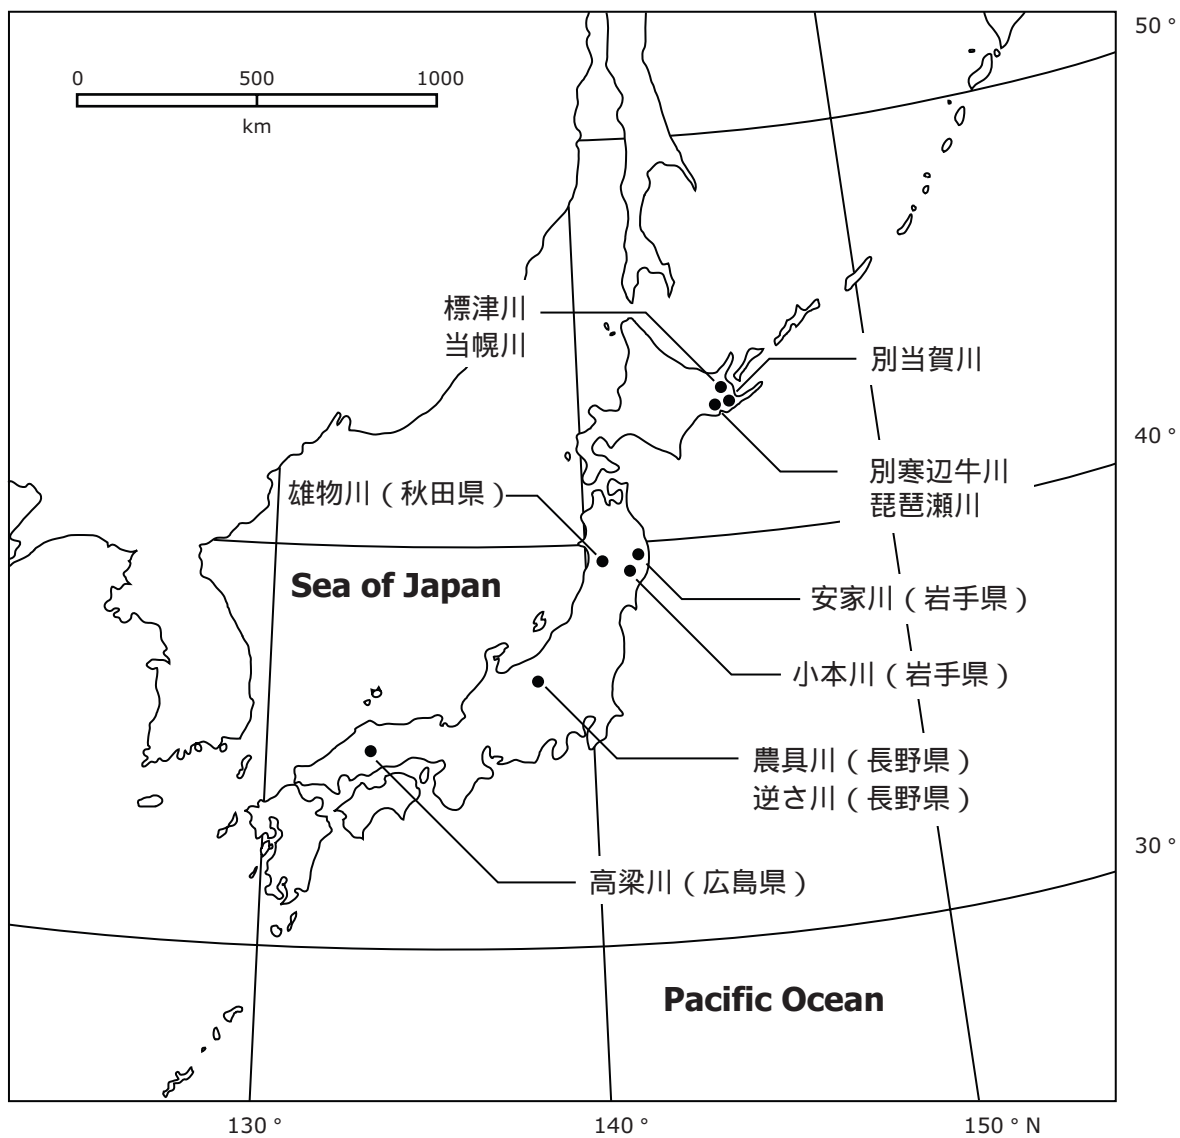 50 °
0 500 1000
km
標津川
当幌川
別当賀川
40 °
別寒辺牛川
琵琶瀬川
雄物川（秋田県）
Sea of Japan
安家川（岩手県）
小本川（岩手県）
農具川（長野県）
逆さ川（長野県）
30 °
高梁川（広島県）
Pacific Ocean
130 ° 140 ° 150 ° N